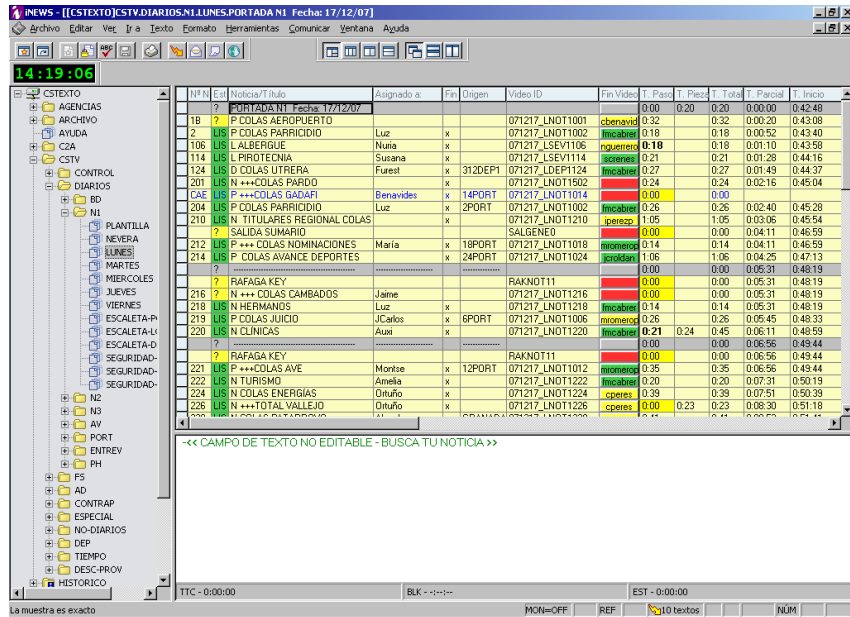 iNEWS - [[CSTEXTO]CSTV.DIARIOS.N1.LUNES.PORTADA N1  Fecha: 17/12/07]
Archivo Editar Ver Ir a Texto Formato Herramientas Comunicar Ventana Ayuda
14:19:06
CSTEXTO
AGENCIAS
ARCHIVO
AYUDA
C2A
CSTV
CONTROL
DIARIOS
BD
N1
PLANTILLA
NEVERA
LUNES
MARTES
MIERCOLES
JUEVES
VIERNES
ESCALETA-P
ESCALETA-L
ESCALETA-D
SEGURIDAD-
SEGURIDAD-
SEGURIDAD-
N2
N3
AV
PORT
ENTREV
PH
FS
AD
CONTRAP
ESPECIAL
NO-DIARIOS
DEP
TIEMPO
DESC-PROV
HISTORICO
Nº N Est Noticia/Título Asignado a: Fin Origen Video ID Fin Video T. Paso T. Pieza T. Total T. Parcial T. Inicio
? PORTADA N1 Fecha: 17/12/07 0:00 0:20 0:20 0:00:00 0:42:48
1B ? P COLAS AEROPUERTO 071217_LNOT1001 cbenavid 0:32 0:32 0:00:20 0:43:08
2 LIS P COLAS PARRICIDIO Luz x 071217_LNOT1002 fmcabrer 0:18 0:18 0:00:52 0:43:40
106 LIS L ALBERGUE Nuria x 071217_LSEV1106 nguerrero 0:18 0:18 0:01:10 0:43:58
114 LIS L PIROTECNIA Susana x 071217_LSEV1114 screnes 0:21 0:21 0:01:28 0:44:16
124 LIS D COLAS UTRERA Furest x 312DEP1 071217_LDEP1124 fmcabrer 0:27 0:27 0:01:49 0:44:37
201 LIS N +++COLAS PARDO x 071217_LNOT1502 0:24 0:24 0:02:16 0:45:04
CAE LIS P +++COLAS GADAFI Benavides x 14PORT 071217_LNOT1014 0:00 0:00
204 LIS P COLAS PARRICIDIO Luz x 2PORT 071217_LNOT1002 fmcabrer 0:26 0:26 0:02:40 0:45:28
210 LIS N  TITULARES REGIONAL COLAS x 071217_LNOT1210 iperezp 1:05 1:05 0:03:06 0:45:54
? SALIDA SUMARIO SALGENE0 0:00 0:00 0:04:11 0:46:59
212 LIS P +++ COLAS NOMINACIONES María x 18PORT 071217_LNOT1018 mromerop 0:14 0:14 0:04:11 0:46:59
214 LIS P  COLAS AVANCE DEPORTES x 24PORT 071217_LNOT1024 jcroldan 1:06 1:06 0:04:25 0:47:13
? ------------------------ ---------------------- --------------- 0:00 0:00 0:05:31 0:48:19
? RAFAGA KEY RAKNOT11 0:00 0:00 0:05:31 0:48:19
216 ? N +++ COLAS CAMBADOS Jaime 071217_LNOT1216 0:00 0:00 0:05:31 0:48:19
218 LIS N HERMANOS Luz x 071217_LNOT1218 fmcabrer 0:14 0:14 0:05:31 0:48:19
219 LIS P COLAS JUICIO JCarlos x 6PORT 071217_LNOT1006 mromerop 0:26 0:26 0:05:45 0:48:33
220 LIS N CLÍNICAS Auxi x 071217_LNOT1220 fmcabrer 0:21 0:24 0:45 0:06:11 0:48:59
? ------------------------ ---------------------- --------------- 0:00 0:00 0:06:56 0:49:44
? RAFAGA KEY RAKNOT11 0:00 0:00 0:06:56 0:49:44
221 LIS P +++COLAS AVE Montse x 12PORT 071217_LNOT1012 mromerop 0:35 0:35 0:06:56 0:49:44
222 LIS N TURISMO Amelia x 071217_LNOT1222 fmcabrer 0:20 0:20 0:07:31 0:50:19
224 LIS N COLAS ENERGÍAS Ortuño x 071217_LNOT1224 cperes 0:39 0:39 0:07:51 0:50:39
226 LIS N +++TOTAL VALLEJO Ortuño x 071217_LNOT1226 cperes 0:00 0:23 0:23 0:08:30 0:51:18
-<< CAMPO DE TEXTO NO EDITABLE - BUSCA TU NOTICIA >>
TTC - 0:00:00 BLK - -:--:-- EST - 0:00:00
La muestra es exacto MON=OFF REF 10 textos NÚM